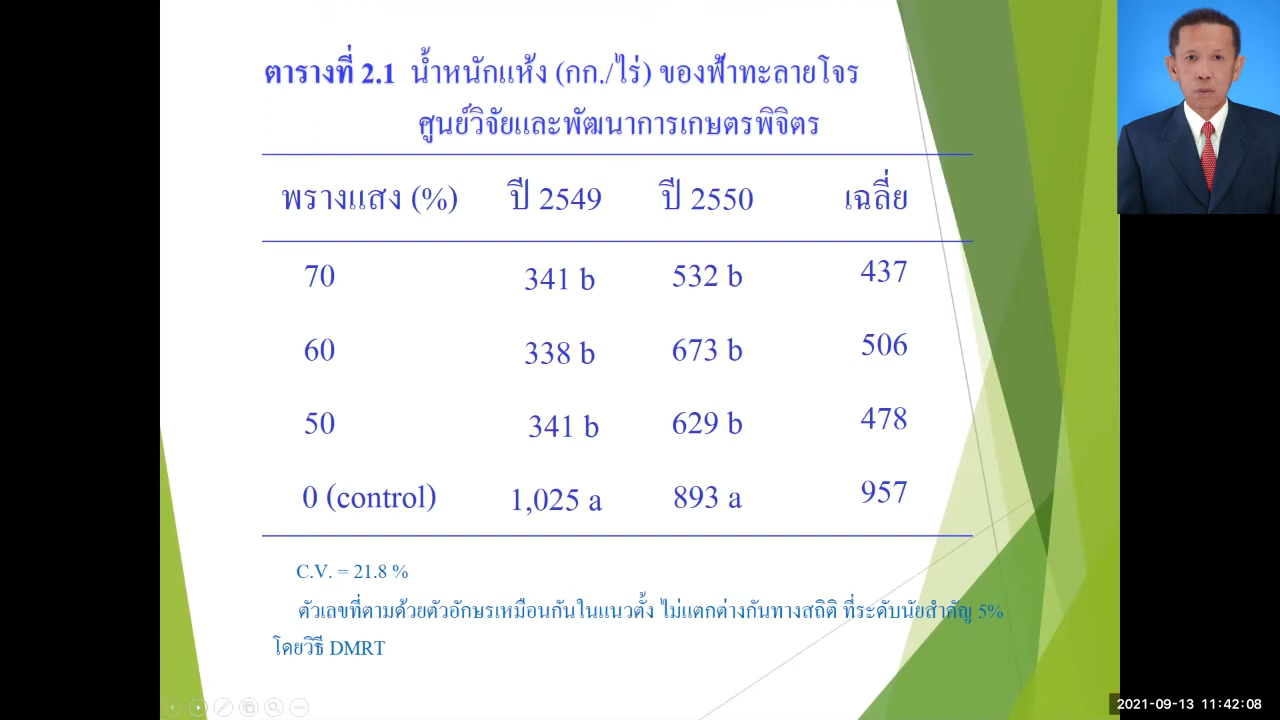 ตารางที่ 2.1 น้ำหนักแห้ง (กก./ไร่) ของฟ้าทะลายโจร
ศูนย์วิจัยและพัฒนาการเกษตรพิจิตร
พรางแสง (%) ปี 2549 ปี 2550 เฉลี่ย
70 341 b 532 b 437
60 338 b 673 b 506
50 341 b 629 b 478
0 (control) 1,025 a 893 a 957
C.V. = 21.8 %
ตัวเลขที่ตามด้วยตัวอักษรเหมือนกันในแนวตั้ง ไม่แตกต่างกันทางสถิติ ที่ระดับนัยสำคัญ 5%
โดยวิธี DMRT
2021-09-13 11:42:08